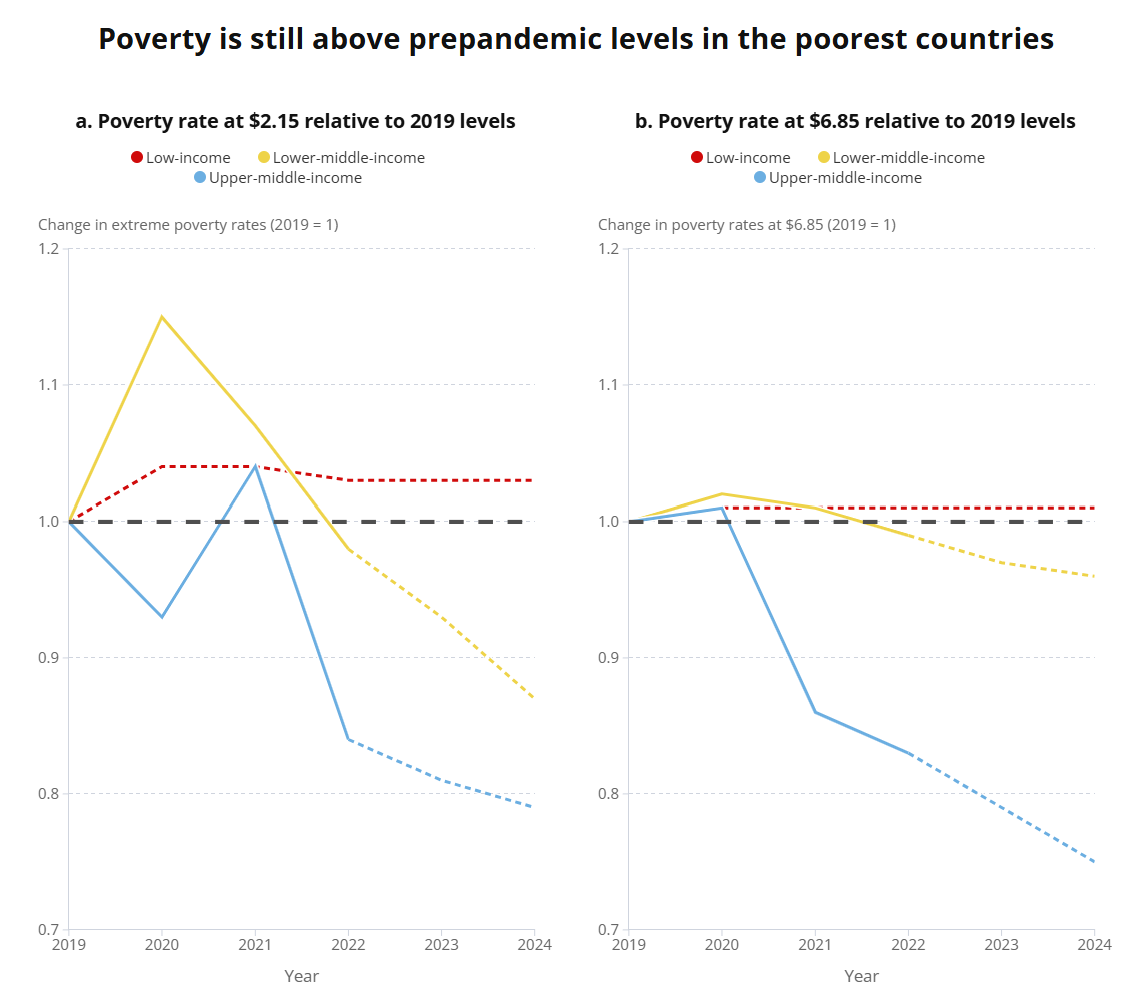 Poverty is still above prepandemic levels in the poorest countries
a. Poverty rate at $2.15 relative to 2019 levels
Low-income Lower-middle-income
Upper-middle-income
Change in extreme poverty rates (2019 = 1)
1.2
1.1
1.0
0.9
0.8
0.7
2019 2020 2021 2022 2023 2024
Year
b. Poverty rate at $6.85 relative to 2019 levels
Low-income Lower-middle-income
Upper-middle-income
Change in poverty rates at $6.85 (2019 = 1)
1.2
1.1
1.0
0.9
0.8
0.7
2019 2020 2021 2022 2023 2024
Year